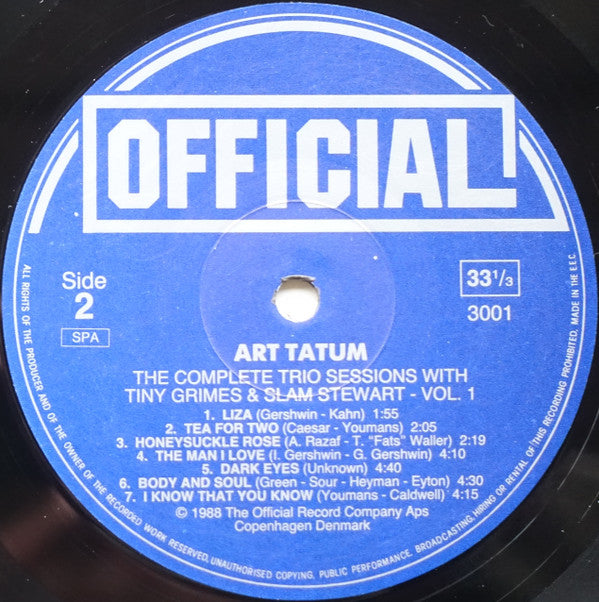 OFFICIAL
Side
2
SPA
33 1/3
3001
ART TATUM
THE COMPLETE TRIO SESSIONS WITH
TINY GRIMES & SLAM STEWART - VOL. 1
1. LIZA (Gershwin - Kahn) 1:55
2. TEA FOR TWO (Caesar - Youmans) 2:05
3. HONEYSUCKLE ROSE (A. Razaf - T. "Fats" Waller) 2:19
4. THE MAN I LOVE (I. Gershwin - G. Gershwin) 4:10
5. DARK EYES (Unknown) 4:40
6. BODY AND SOUL (Green - Sour - Heyman - Eyton) 4:30
7. I KNOW THAT YOU KNOW (Youmans - Caldwell) 4:15
© 1988 The Official Record Company Aps
Copenhagen Denmark
ALL RIGHTS OF THE PRODUCER AND OF THE OWNER OF THE RECORDED WORK RESERVED. UNAUTHORISED COPYING, PUBLIC PERFORMANCE, BROADCASTING, HIRING OR RENTAL OF THIS RECORDING PROHIBITED. MADE IN THE E.E.C.